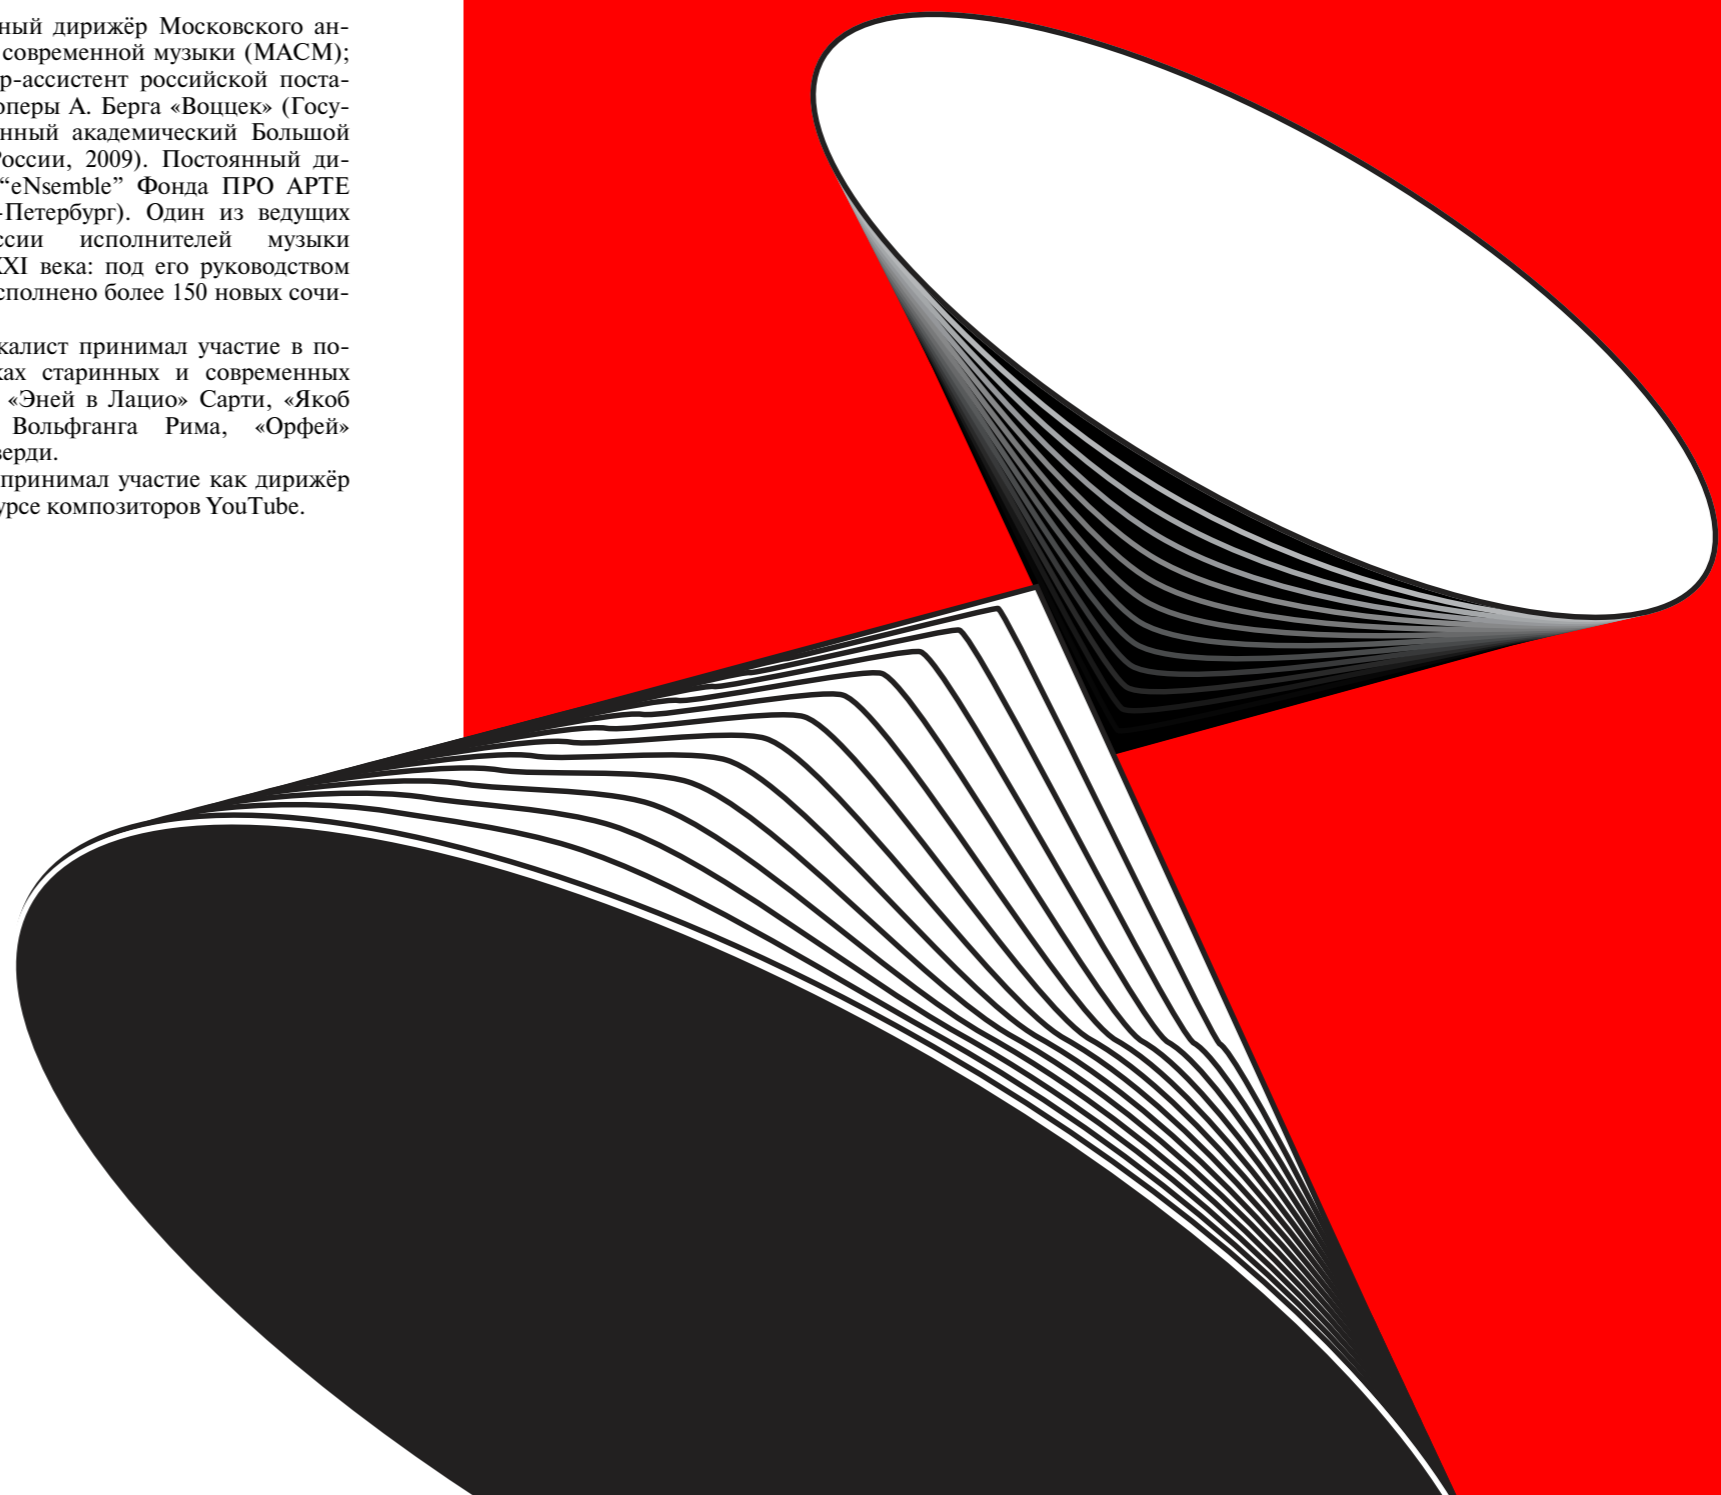 ный дирижёр Московского ан-
современной музыки (МАСМ);
р-ассистент российской поста-
оперы А. Берга «Воццек» (Госу-
нный академический Большой
России, 2009). Постоянный ди-
“eNsemble” Фонда ПРО АРТЕ
-Петербург). Один из ведущих
ссии исполнителей музыки
XXI века: под его руководством
сполнено более 150 новых сочи-
калист принимал участие в по-
ках старинных и современных
«Эней в Лацио» Сарти, «Якоб
Вольфганга Рима, «Орфей»
верди.
принимал участие как дирижёр
урсе композиторов YouTube.